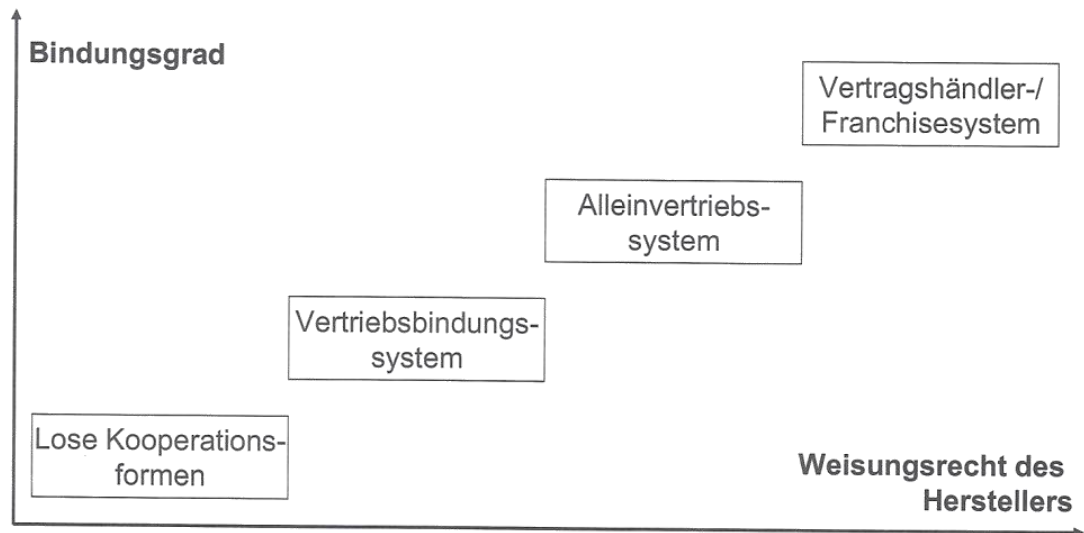 Bindungsgrad
Vertragshändler-/
Franchisesystem
Alleinvertriebs-
system
Vertriebsbindungs-
system
Lose Kooperations-
formen
Weisungsrecht des
Herstellers